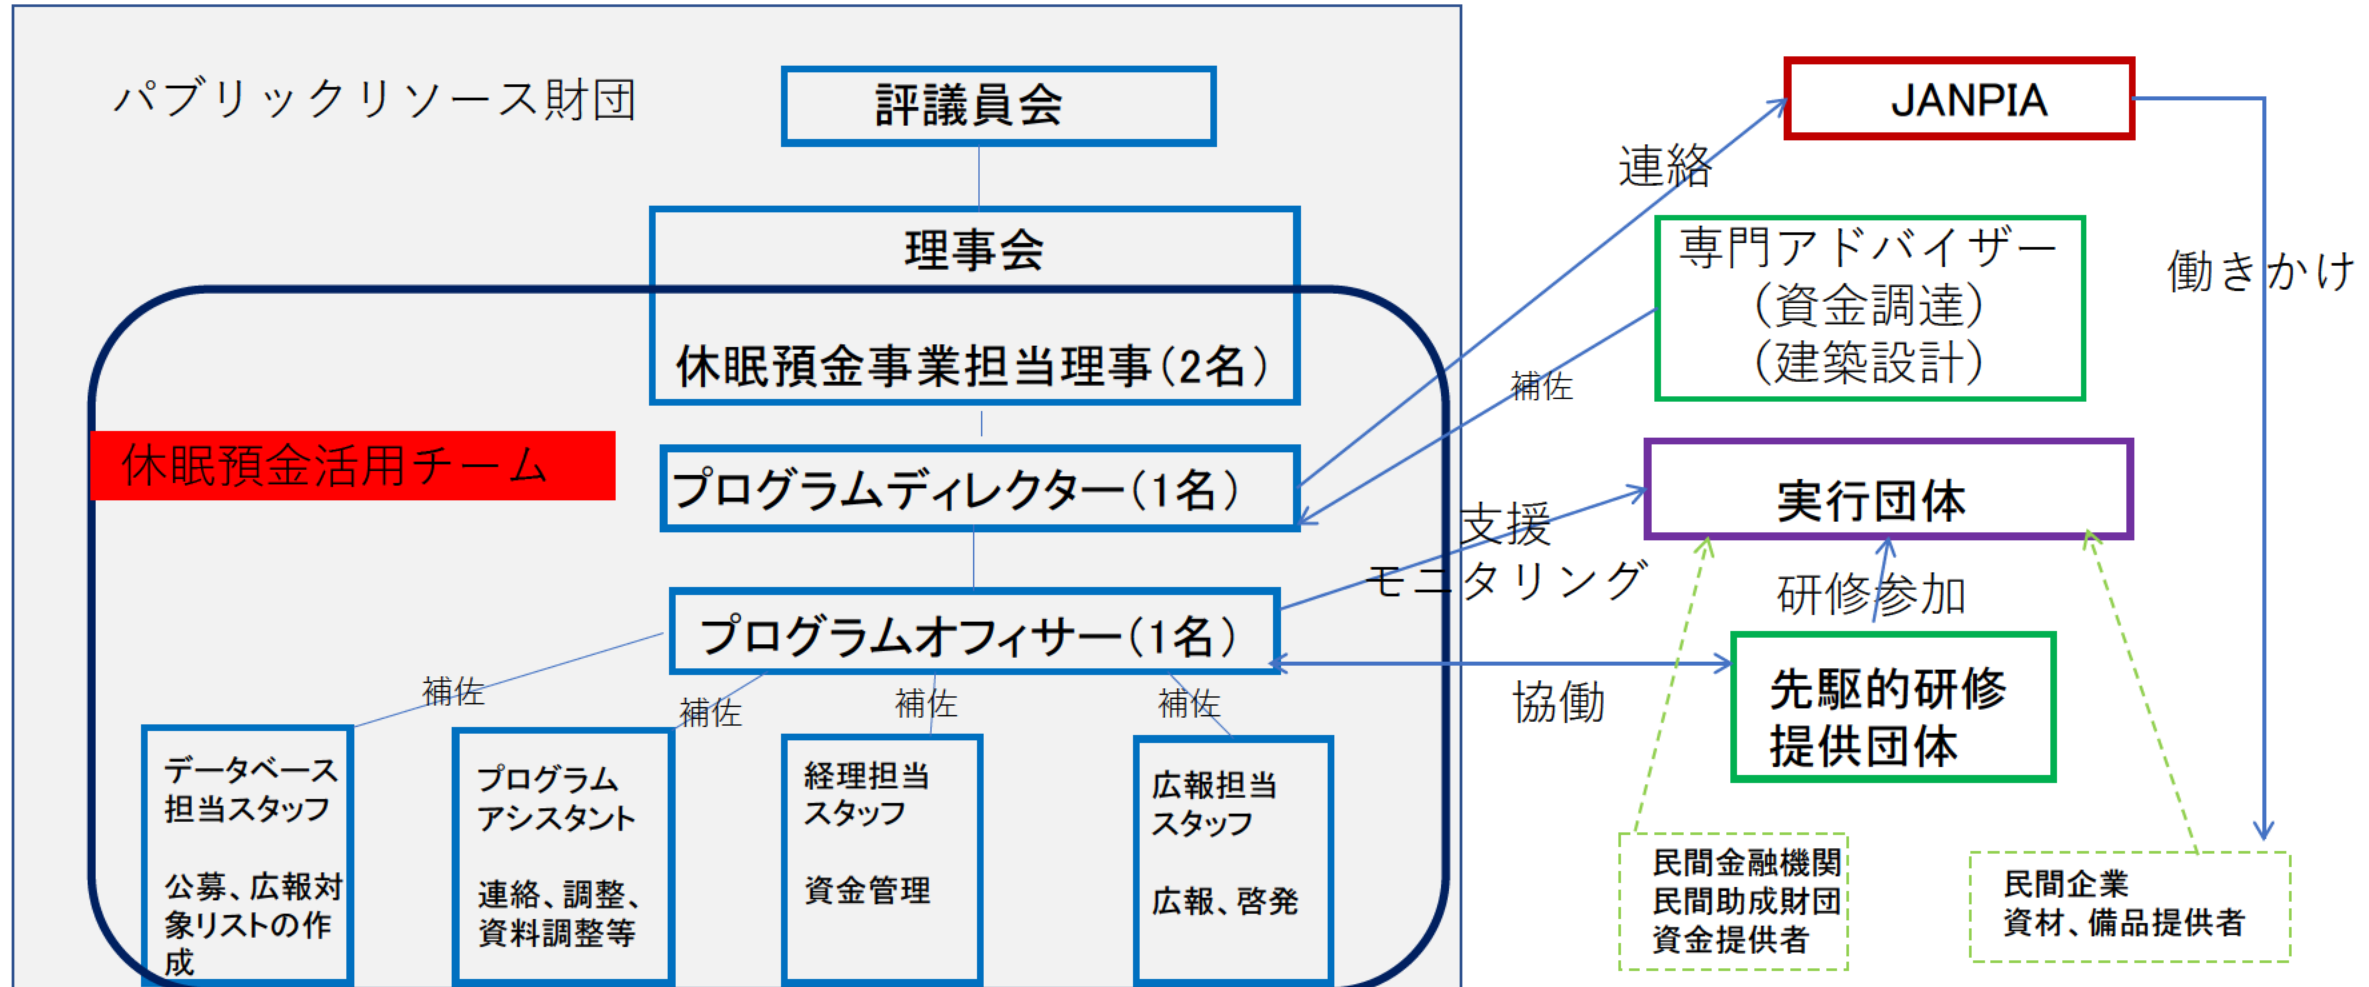 パブリックリソース財団
評議員会
JANPIA
連絡
理事会
休眠預金事業担当理事(2名)
専門アドバイザー
(資金調達)
(建築設計)
働きかけ
補佐
休眠預金活用チーム
プログラムディレクター(1名)
実行団体
支援
モニタリング
研修参加
プログラムオフィサー(1名)
協働
先駆的研修
提供団体
補佐
補佐
補佐
補佐
データベース
担当スタッフ
公募、広報対
象リストの作
成
プログラム
アシスタント
連絡、調整、
資料調整等
経理担当
スタッフ
資金管理
広報担当
スタッフ
広報、啓発
民間金融機関
民間助成財団
資金提供者
民間企業
資材、備品提供者